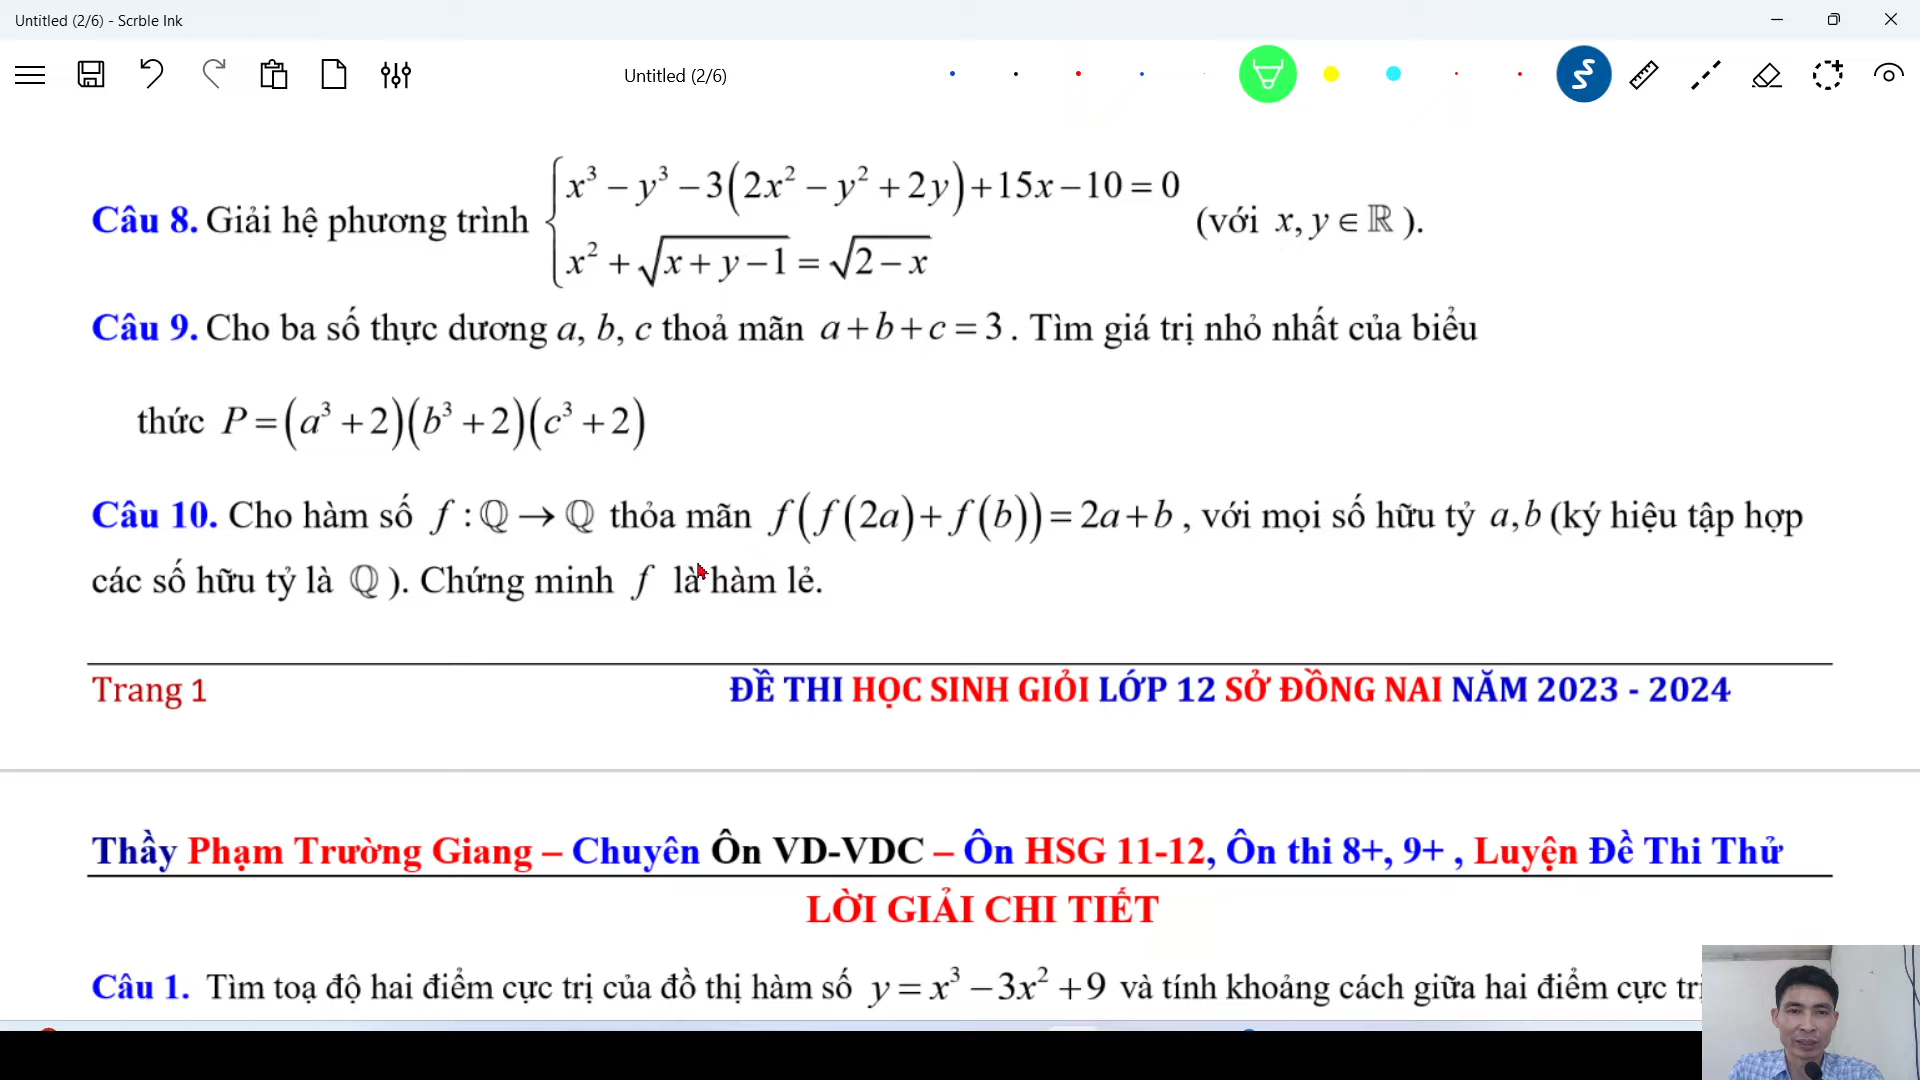 Untitled (2/6) - Scrble Ink
Untitled (2/6)
Câu 8. Giải hệ phương trình { x³ − y³ − 3(2x² − y² + 2y) + 15x − 10 = 0
x² + √(x + y − 1) = √(2 − x) (với x, y ∈ ℝ ).
Câu 9. Cho ba số thực dương a, b, c thoả mãn a + b + c = 3. Tìm giá trị nhỏ nhất của biểu
thức P = (a³ + 2)(b³ + 2)(c³ + 2)
Câu 10. Cho hàm số f : ℚ → ℚ thỏa mãn f(f(2a) + f(b)) = 2a + b, với mọi số hữu tỷ a, b (ký hiệu tập hợp
các số hữu tỷ là ℚ ). Chứng minh f là hàm lẻ.
Trang 1 ĐỀ THI HỌC SINH GIỎI LỚP 12 SỞ ĐỒNG NAI NĂM 2023 - 2024
Thầy Phạm Trường Giang – Chuyên Ôn VD-VDC – Ôn HSG 11-12, Ôn thi 8+, 9+ , Luyện Đề Thi Thử
LỜI GIẢI CHI TIẾT
Câu 1. Tìm toạ độ hai điểm cực trị của đồ thị hàm số y = x³ − 3x² + 9 và tính khoảng cách giữa hai điểm cực trị